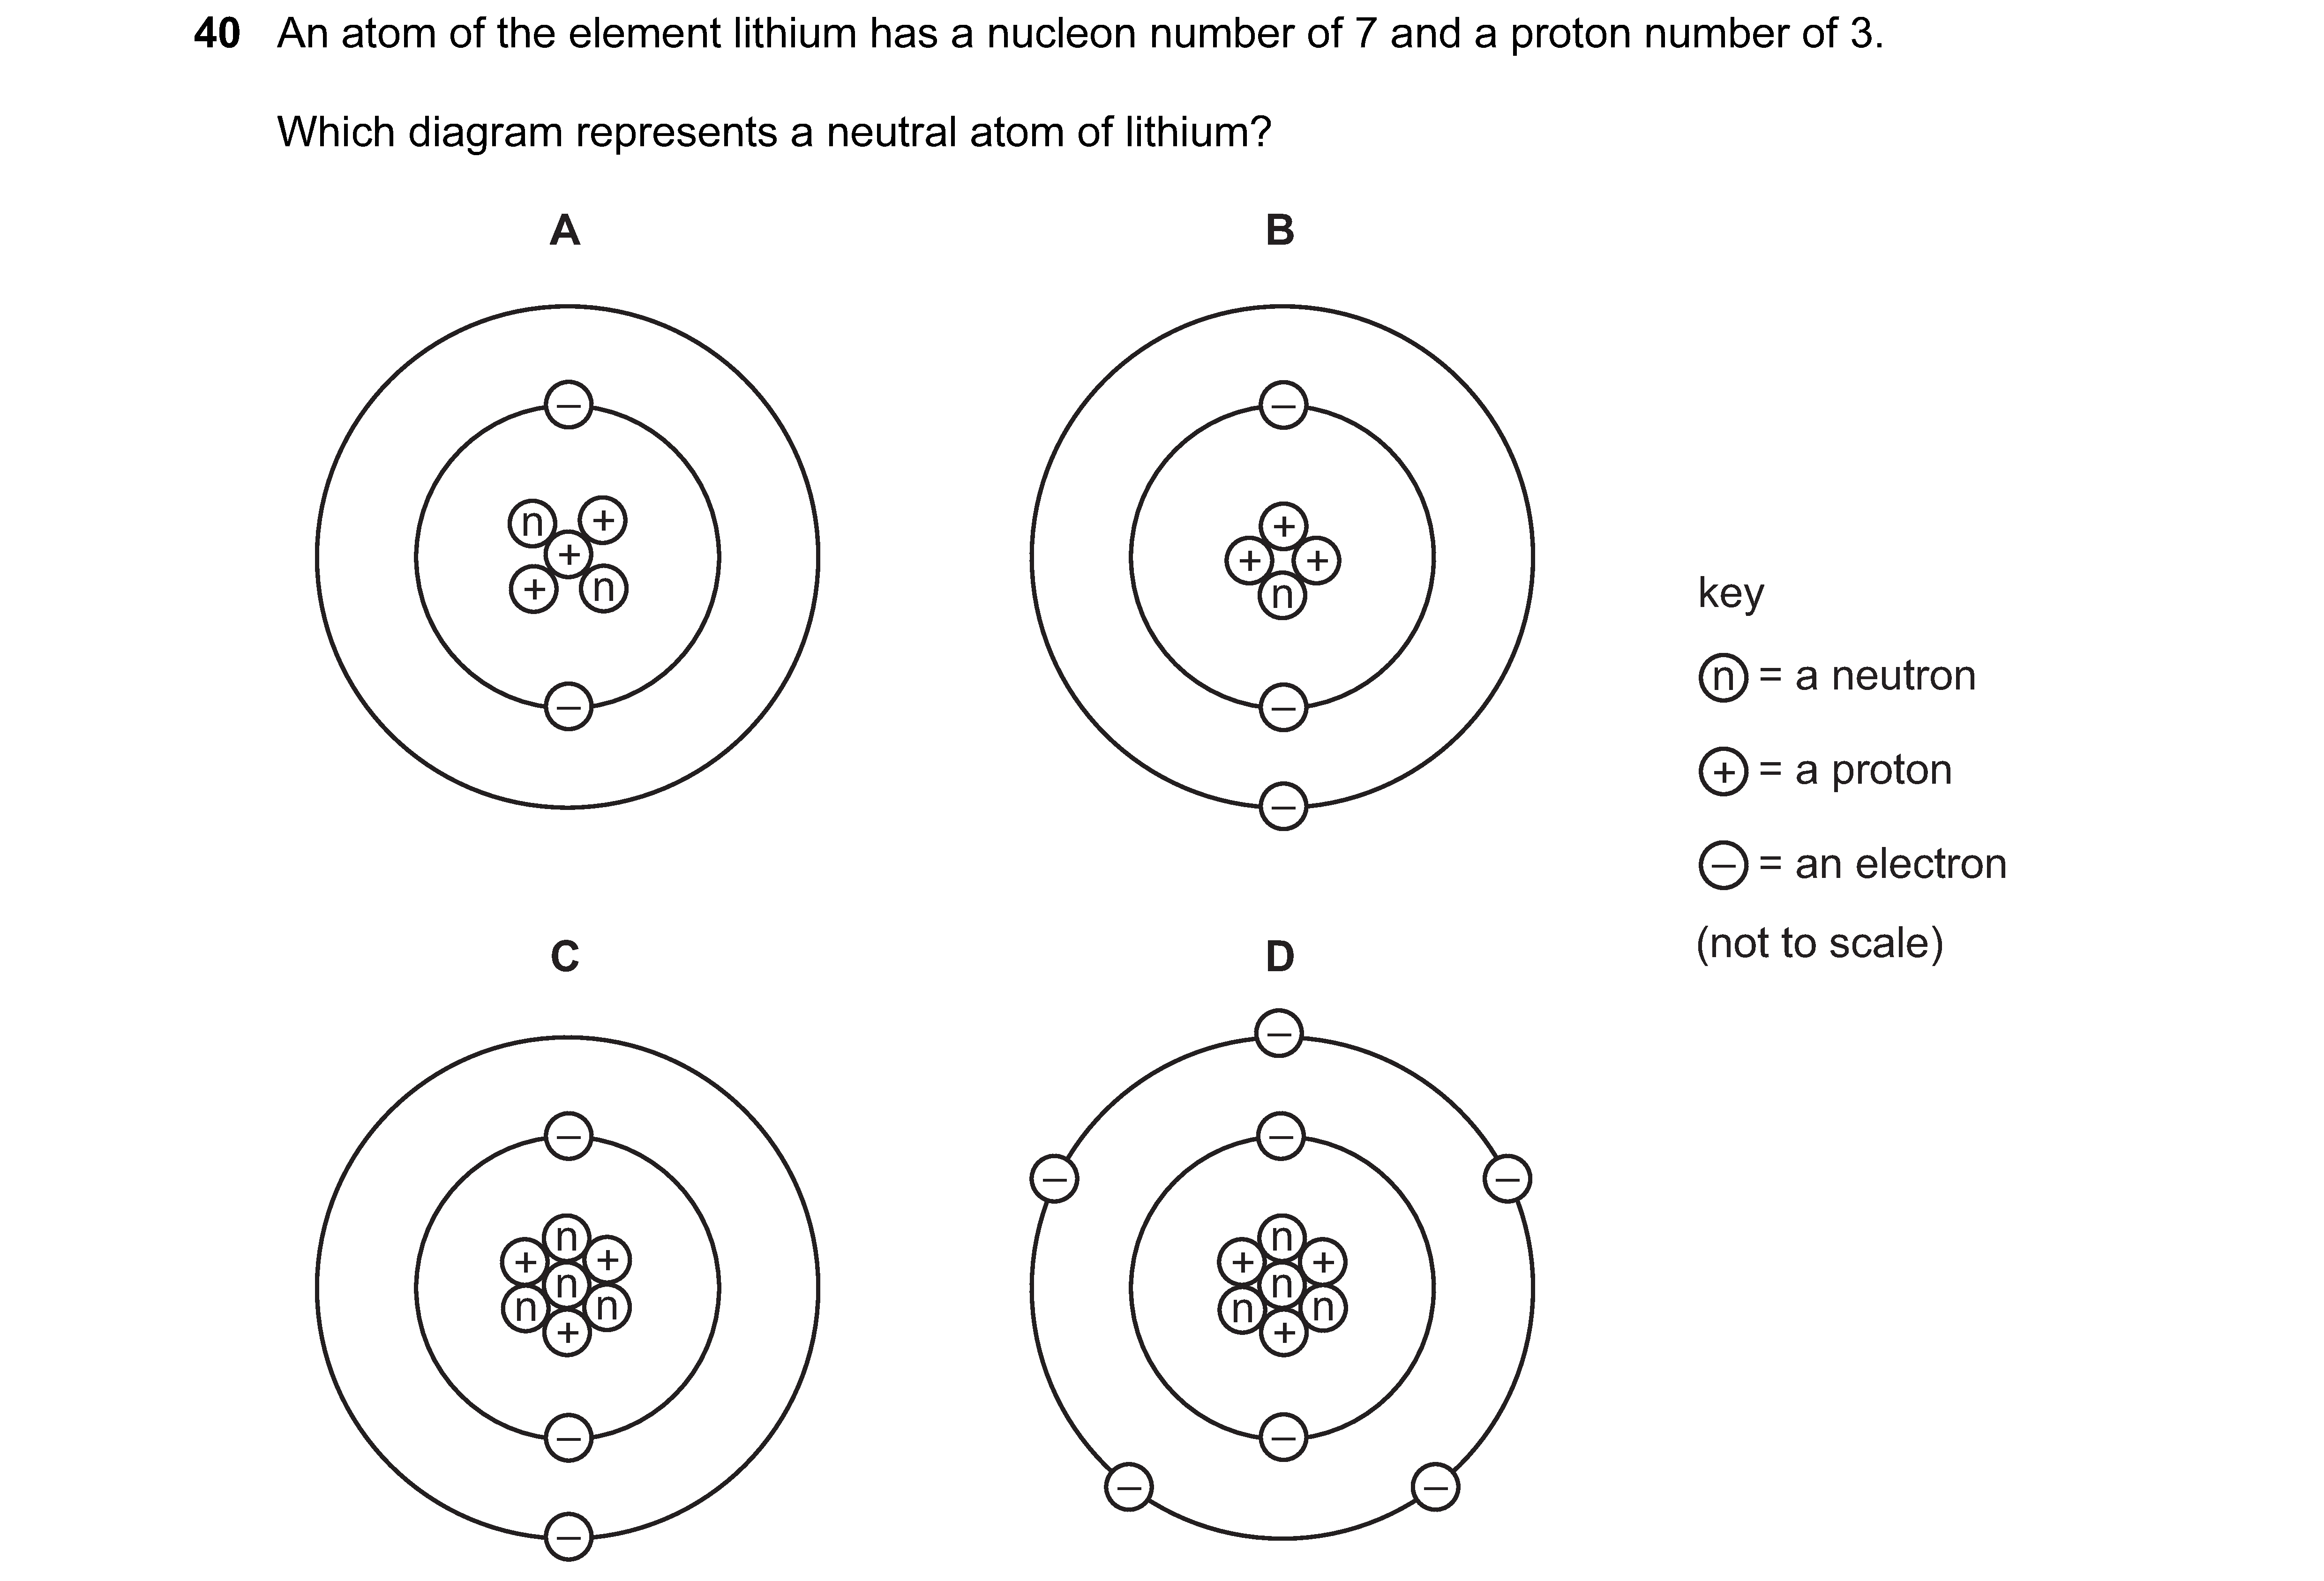 40 An atom of the element lithium has a nucleon number of 7 and a proton number of 3.
Which diagram represents a neutral atom of lithium?
A
B
−
−
n
+
+
+
n
+
+
+
n
−
−
−
key
n = a neutron
+ = a proton
− = an electron
(not to scale)
C
D
−
−
−
−
−
n
+
+
n
n
n
+
n
+
+
n
n
n
+
−
−
−
−
−